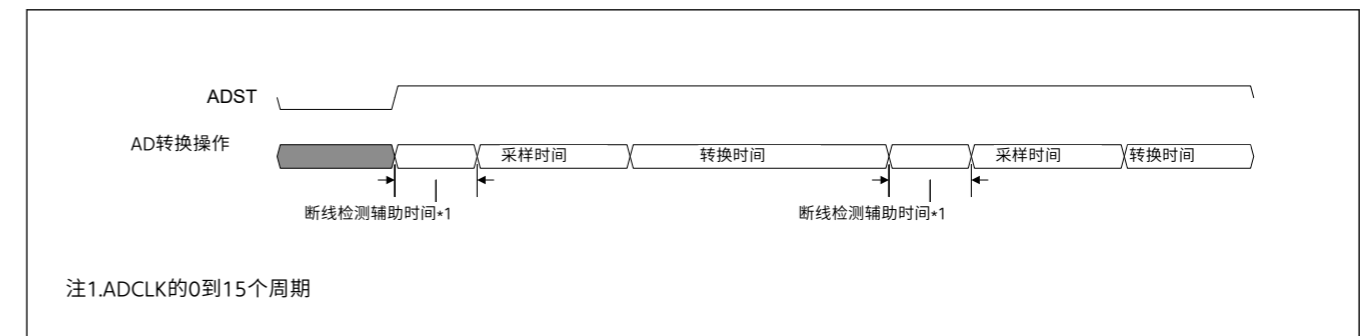 ADST
AD转换操作
采样时间 转换时间 采样时间 转换时间
断线检测辅助时间*1 断线检测辅助时间*1
注1.ADCLK的0到15个周期